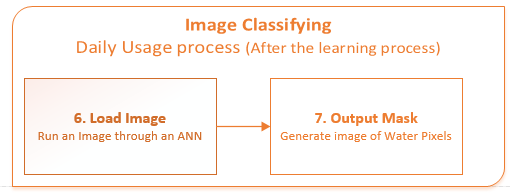 Image Classifying
Daily Usage process (After the learning process)
6. Load Image
Run an Image through an ANN
7. Output Mask
Generate image of Water Pixels